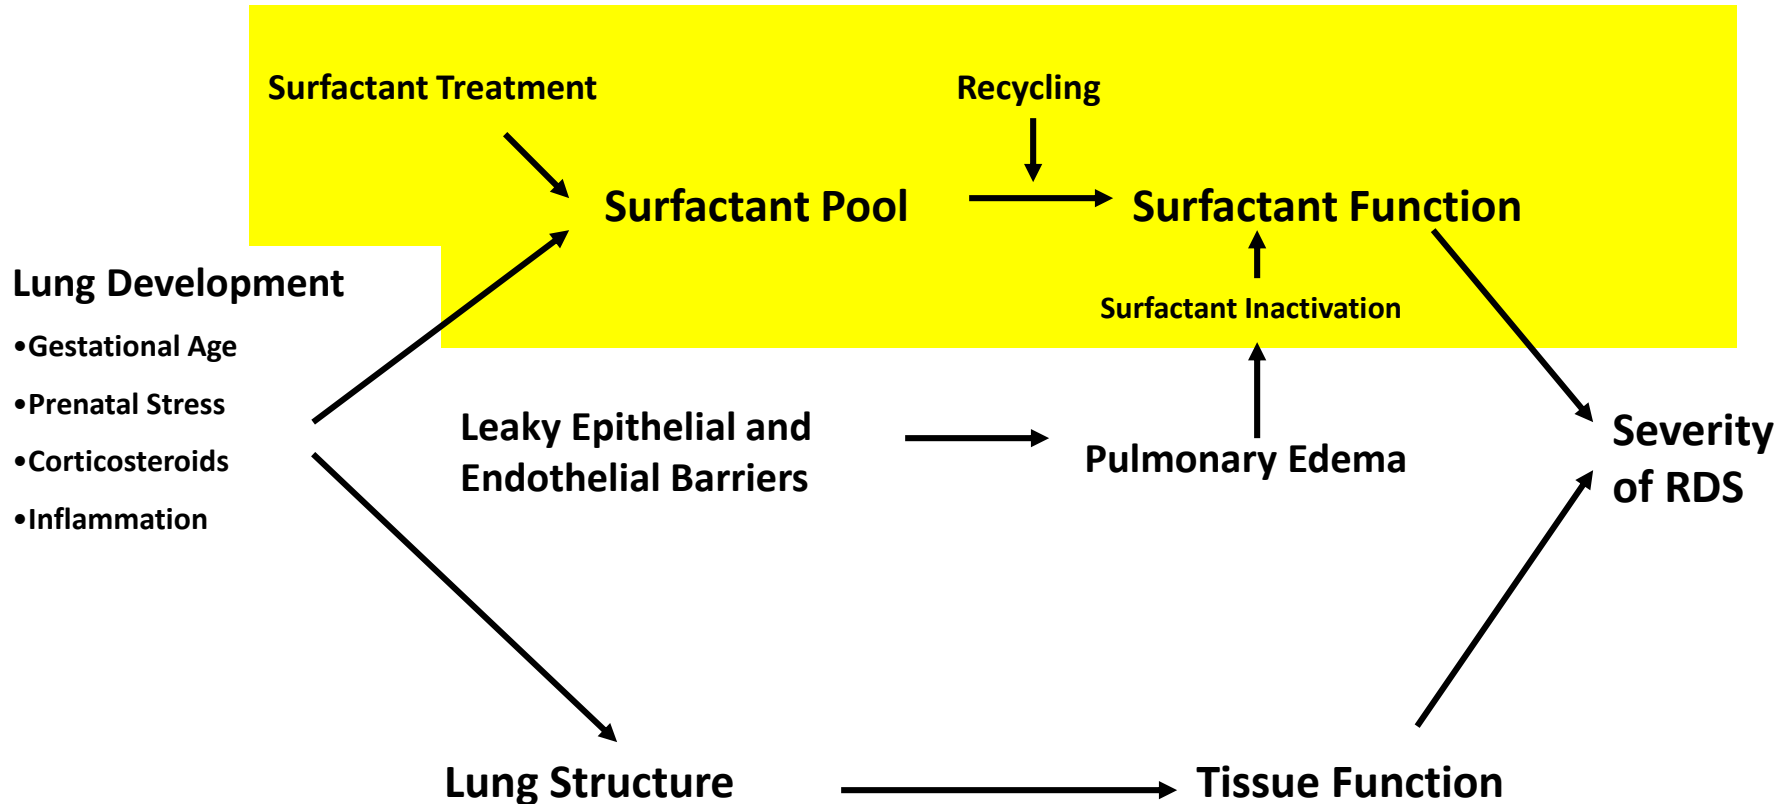 Surfactant Treatment
Recycling
Surfactant Pool
Surfactant Function
Lung Development
Surfactant Inactivation
•Gestational Age
•Prenatal Stress
•Corticosteroids
•Inflammation
Leaky Epithelial and
Endothelial Barriers
Pulmonary Edema
Severity
of RDS
Lung Structure
Tissue Function